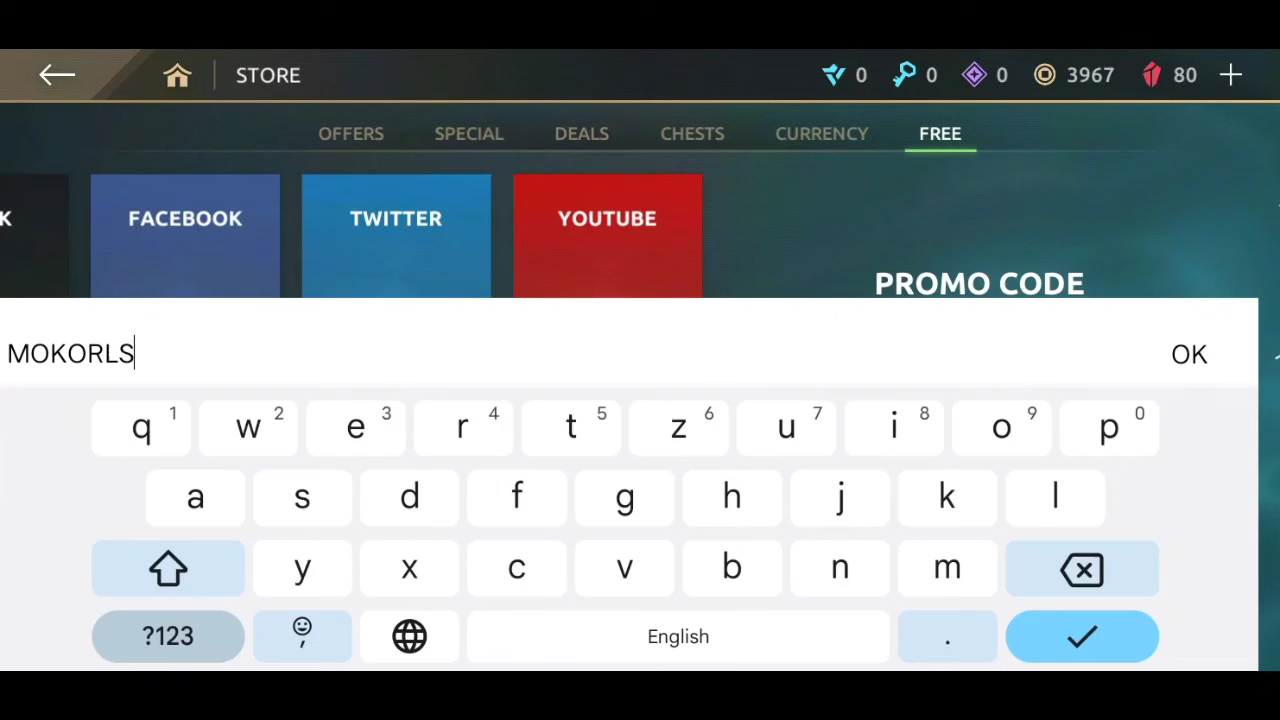 STORE 0 0 0 3967 80
OFFERS SPECIAL DEALS CHESTS CURRENCY FREE
K FACEBOOK TWITTER YOUTUBE
PROMO CODE
MOKORLS OK
q 1 w 2 e 3 r 4 t 5 z 6 u 7 i 8 o 9 p 0
a s d f g h j k l
y x c v b n m
?123 , English .